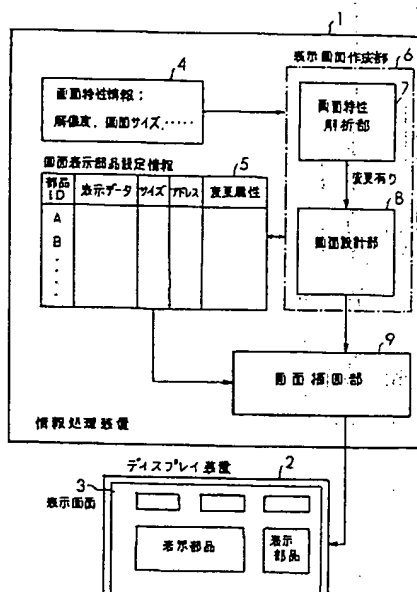 1
4
画面特性情報：
解像度、画面サイズ、……
表示画面作成部
6
7
画面特性
解析部
変更有り
8
画面設計部
画面表示部品設定情報
5
部品ID 表示データ サイズ アドレス 変更属性
A
B
9
画面描画部
情報処理装置
ディスプレイ装置
2
3
表示画面
表示部品
表示
部品